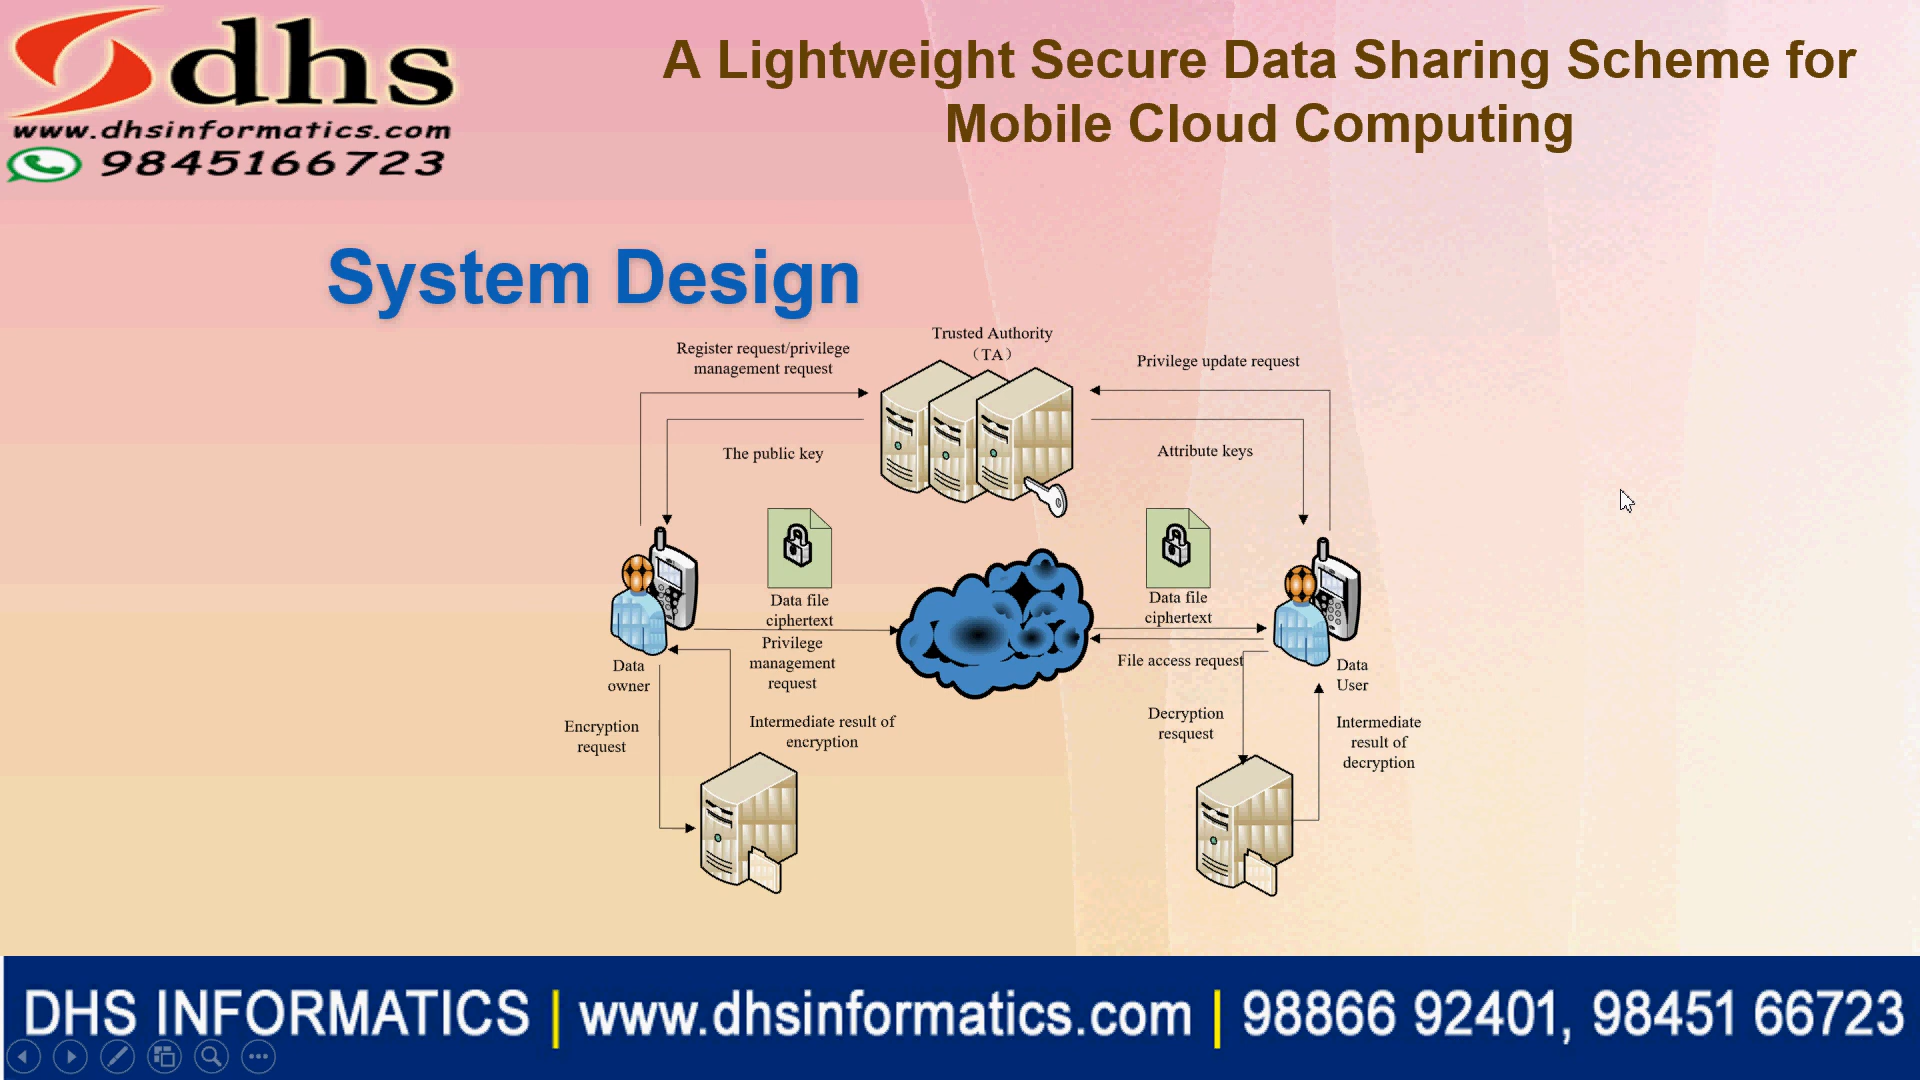 dhs
www.dhsinformatics.com
9845166723
A Lightweight Secure Data Sharing Scheme for
Mobile Cloud Computing
System Design
Trusted Authority
（TA）
Register request/privilege
management request
Privilege update request
The public key
Attribute keys
Data file
ciphertext
Privilege
management
request
Data file
ciphertext
File access request
Data
owner
Data
User
Encryption
request
Intermediate result of
encryption
Decryption
resquest
Intermediate
result of
decryption
DHS INFORMATICS | www.dhsinformatics.com | 98866 92401, 98451 66723